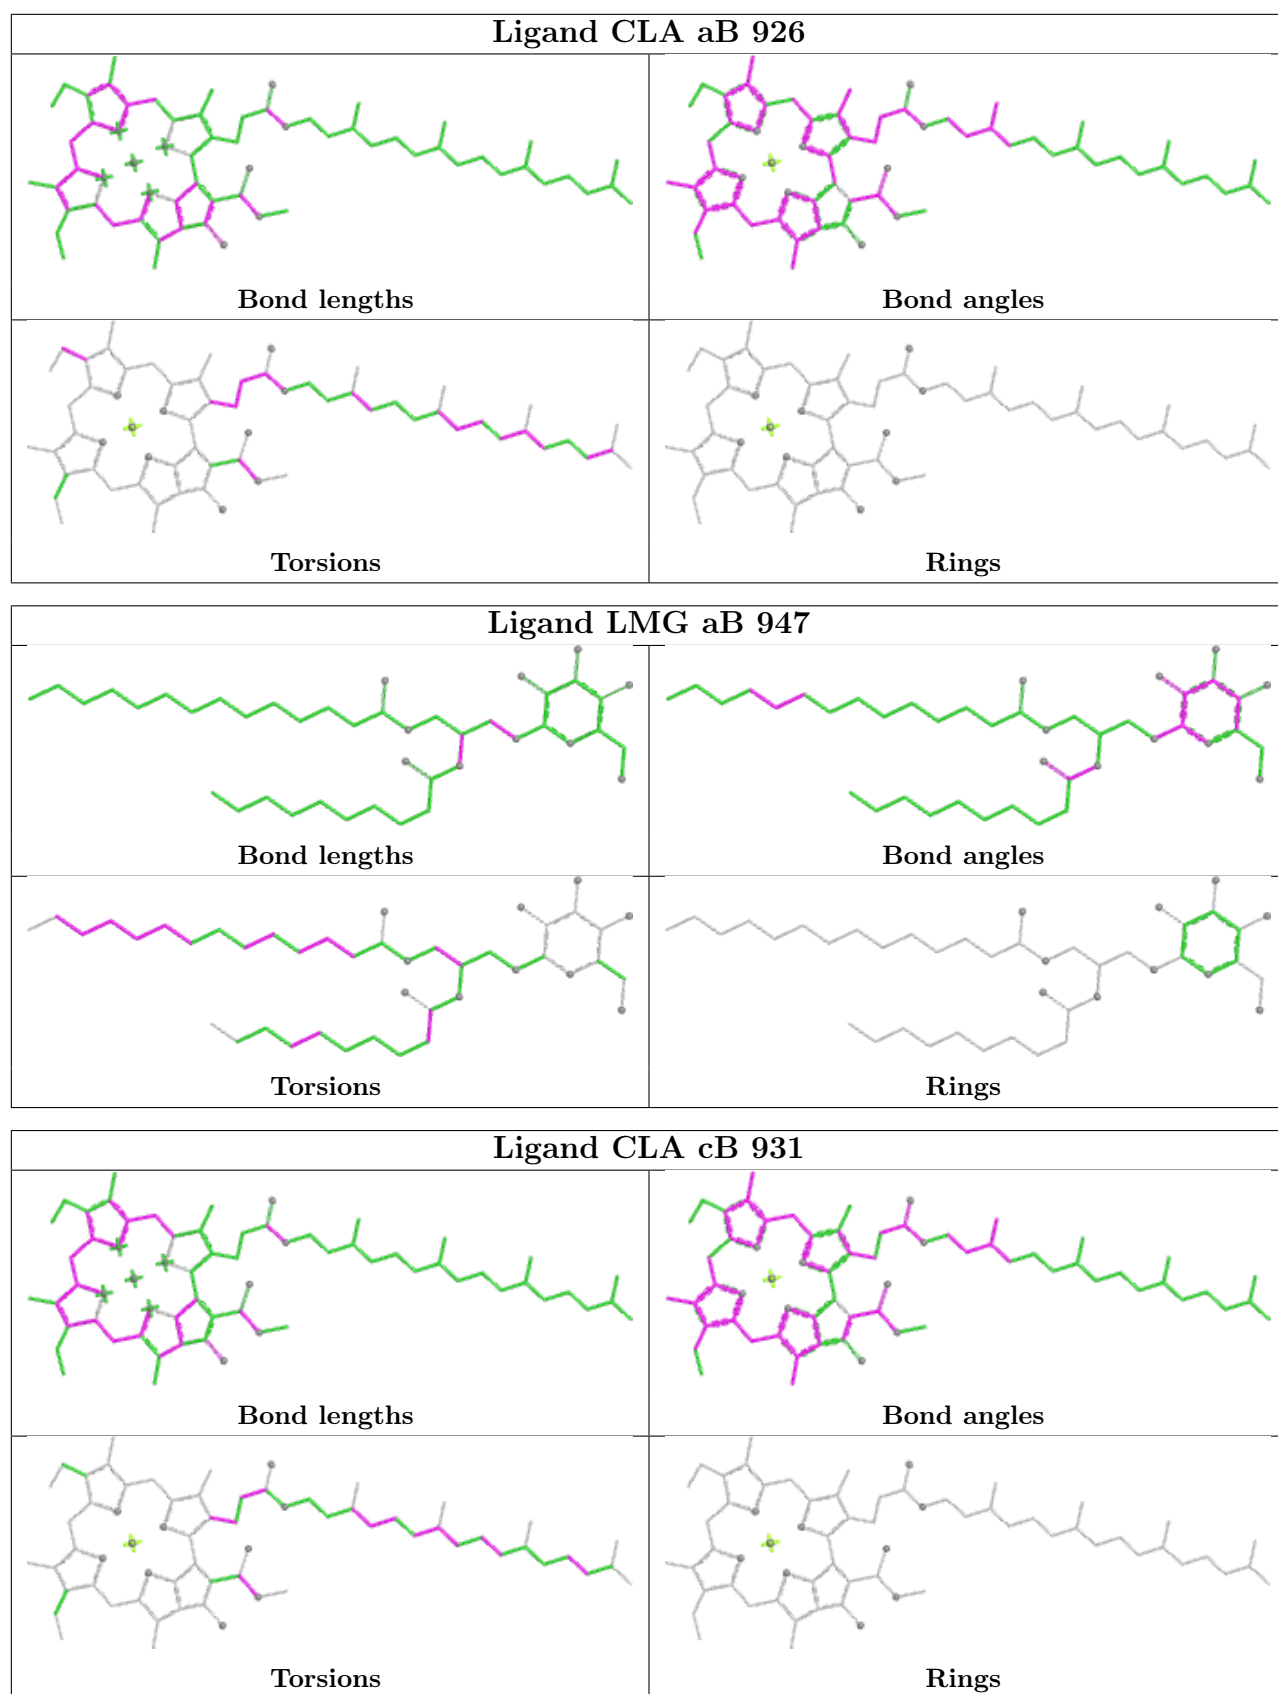 Ligand CLA aB 926
Bond lengths
Bond angles
Torsions
Rings
Ligand LMG aB 947
Bond lengths
Bond angles
Torsions
Rings
Ligand CLA cB 931
Bond lengths
Bond angles
Torsions
Rings